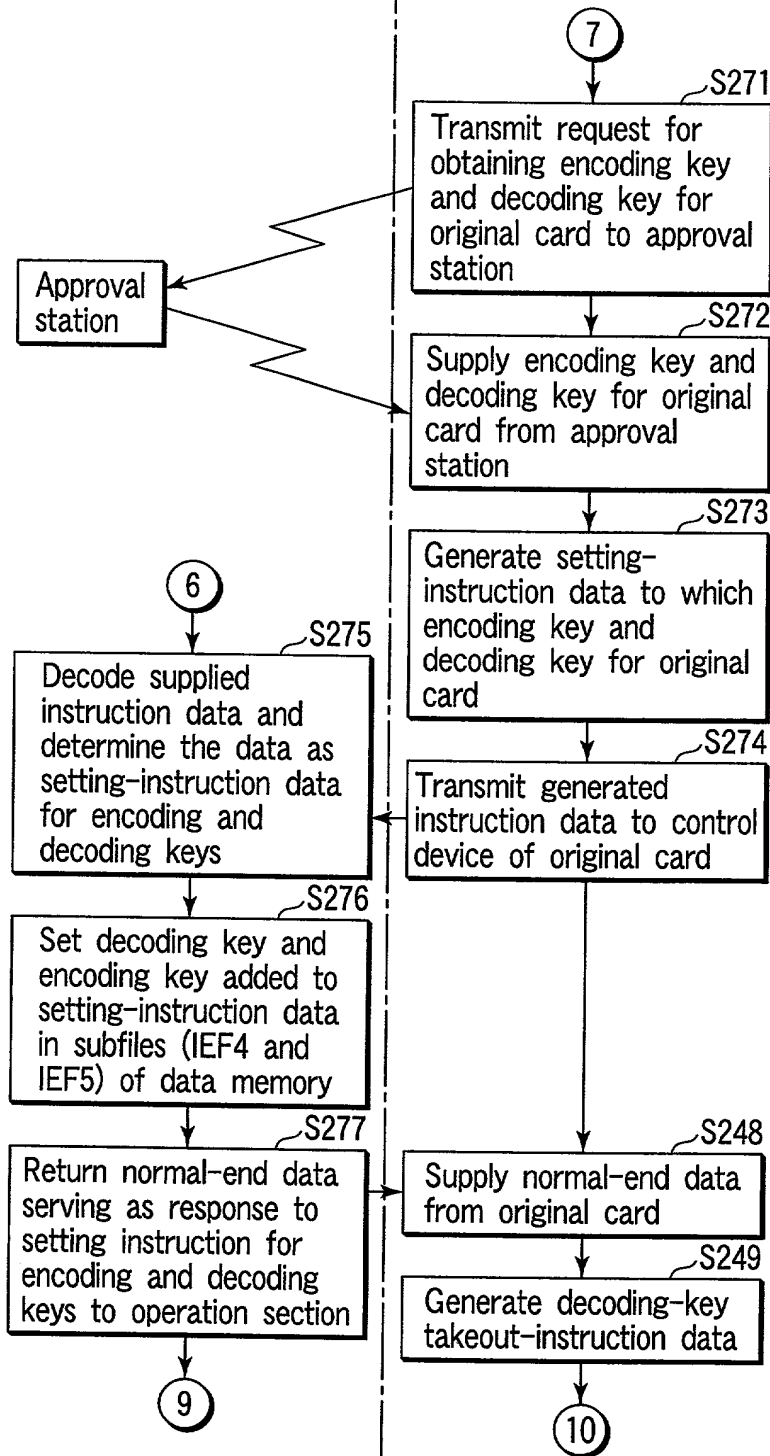 7
S271
Transmit request for
obtaining encoding key
and decoding key for
original card to approval
station
Approval
station
S272
Supply encoding key and
decoding key for original
card from approval
station
S273
Generate setting-
instruction data to which
encoding key and
decoding key for original
card
6
S275
Decode supplied
instruction data and
determine the data as
setting-instruction data
for encoding and
decoding keys
S274
Transmit generated
instruction data to control
device of original card
S276
Set decoding key and
encoding key added to
setting-instruction data
in subfiles (IEF4 and
IEF5) of data memory
S277
Return normal-end data
serving as response to
setting instruction for
encoding and decoding
keys to operation section
S248
Supply normal-end data
from original card
S249
Generate decoding-key
takeout-instruction data
9
10